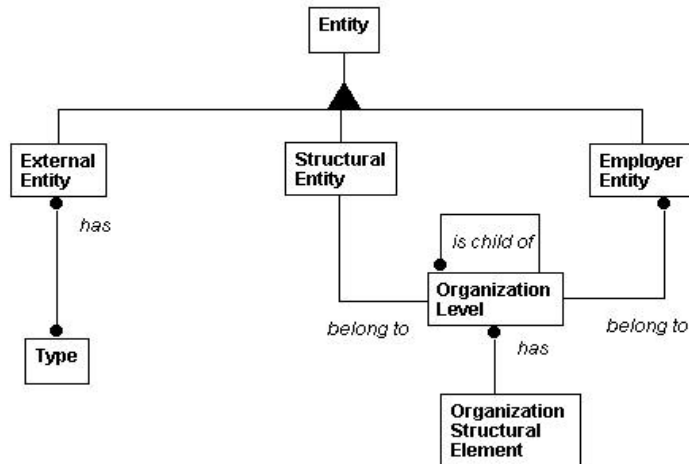 Entity
External
Entity
Structural
Entity
Employer
Entity
has
is child of
Organization
Level
belong to
belong to
has
Type
Organization
Structural
Element